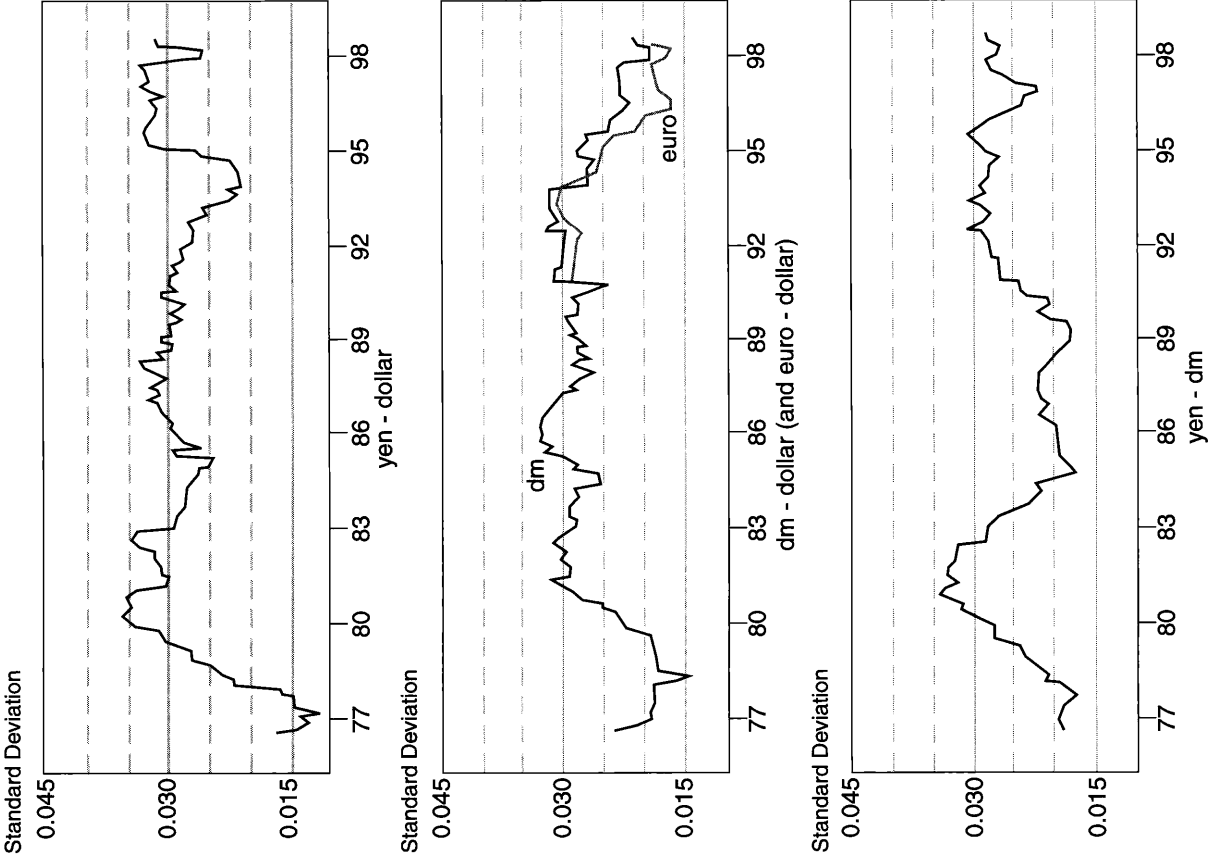 Standard Deviation
0.045
0.030
0.015
77 80 83 86 89 92 95 98
yen - dollar
Standard Deviation
0.045
0.030
0.015
dm
euro
77 80 83 86 89 92 95 98
dm - dollar (and euro - dollar)
Standard Deviation
0.045
0.030
0.015
77 80 83 86 89 92 95 98
yen - dm